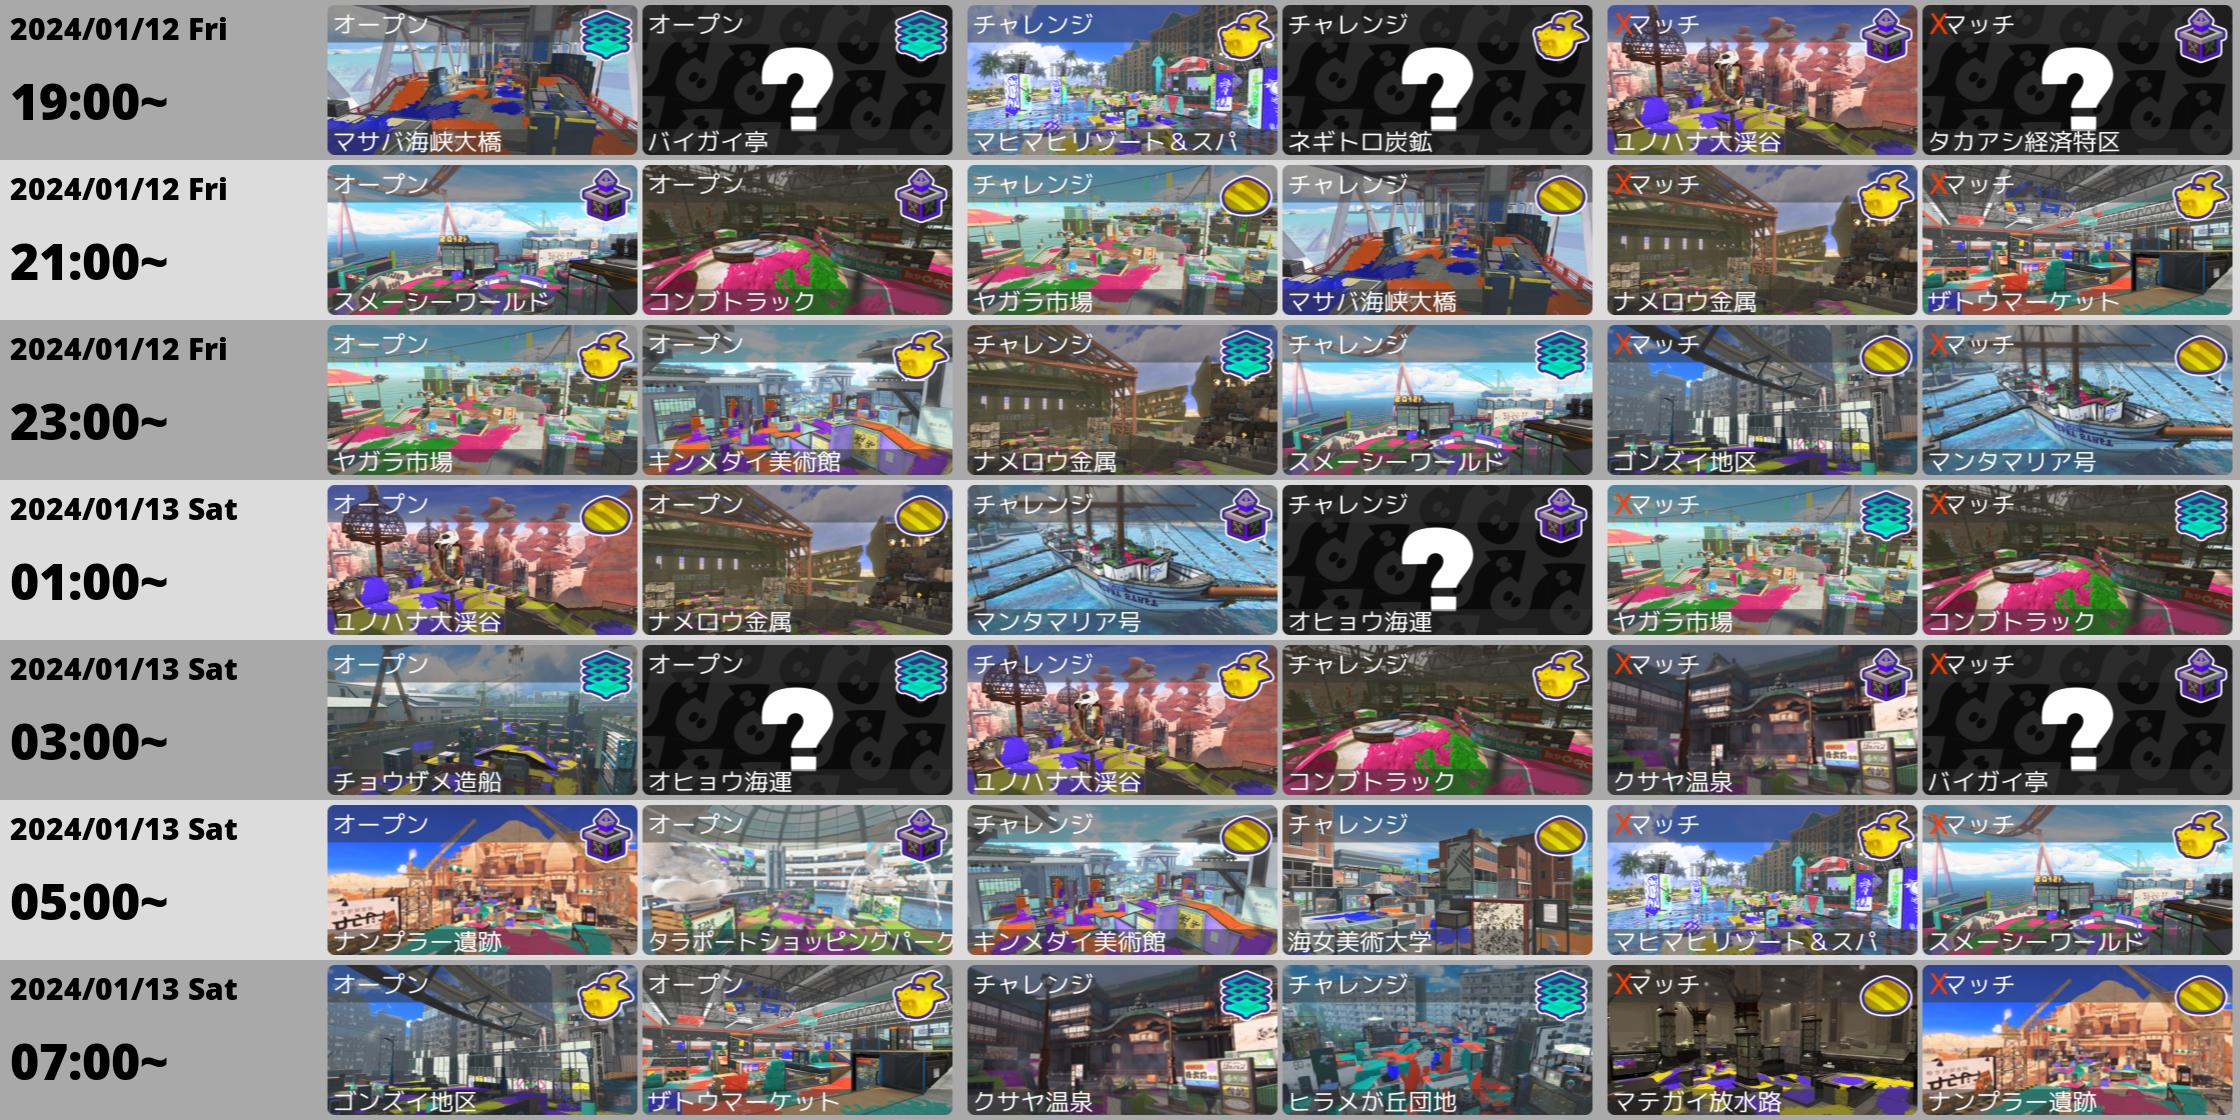 2024/01/12 Fri
19:00~
オープン
マサバ海峡大橋
オープン
?
バイガイ亭
チャレンジ
マヒマヒリゾート&スパ
チャレンジ
?
ネギトロ炭鉱
Xマッチ
ユノハナ大渓谷
Xマッチ
?
タカアシ経済特区
2024/01/12 Fri
21:00~
オープン
スメーシーワールド
オープン
コンブトラック
チャレンジ
ヤガラ市場
チャレンジ
マサバ海峡大橋
Xマッチ
ナメロウ金属
Xマッチ
ザトウマーケット
2024/01/12 Fri
23:00~
オープン
ヤガラ市場
オープン
キンメダイ美術館
チャレンジ
ナメロウ金属
チャレンジ
スメーシーワールド
Xマッチ
ゴンズイ地区
Xマッチ
マンタマリア号
2024/01/13 Sat
01:00~
オープン
ユノハナ大渓谷
オープン
ナメロウ金属
チャレンジ
マンタマリア号
チャレンジ
?
オヒョウ海運
Xマッチ
ヤガラ市場
Xマッチ
コンブトラック
2024/01/13 Sat
03:00~
オープン
チョウザメ造船
オープン
?
オヒョウ海運
チャレンジ
ユノハナ大渓谷
チャレンジ
コンブトラック
Xマッチ
クサヤ温泉
Xマッチ
?
バイガイ亭
2024/01/13 Sat
05:00~
オープン
ナンプラー遺跡
オープン
タラポートショッピングパーク
チャレンジ
キンメダイ美術館
チャレンジ
海女美術大学
Xマッチ
マヒマヒリゾート&スパ
Xマッチ
スメーシーワールド
2024/01/13 Sat
07:00~
オープン
ゴンズイ地区
オープン
ザトウマーケット
チャレンジ
クサヤ温泉
チャレンジ
ヒラメが丘団地
Xマッチ
マテガイ放水路
Xマッチ
ナンプラー遺跡